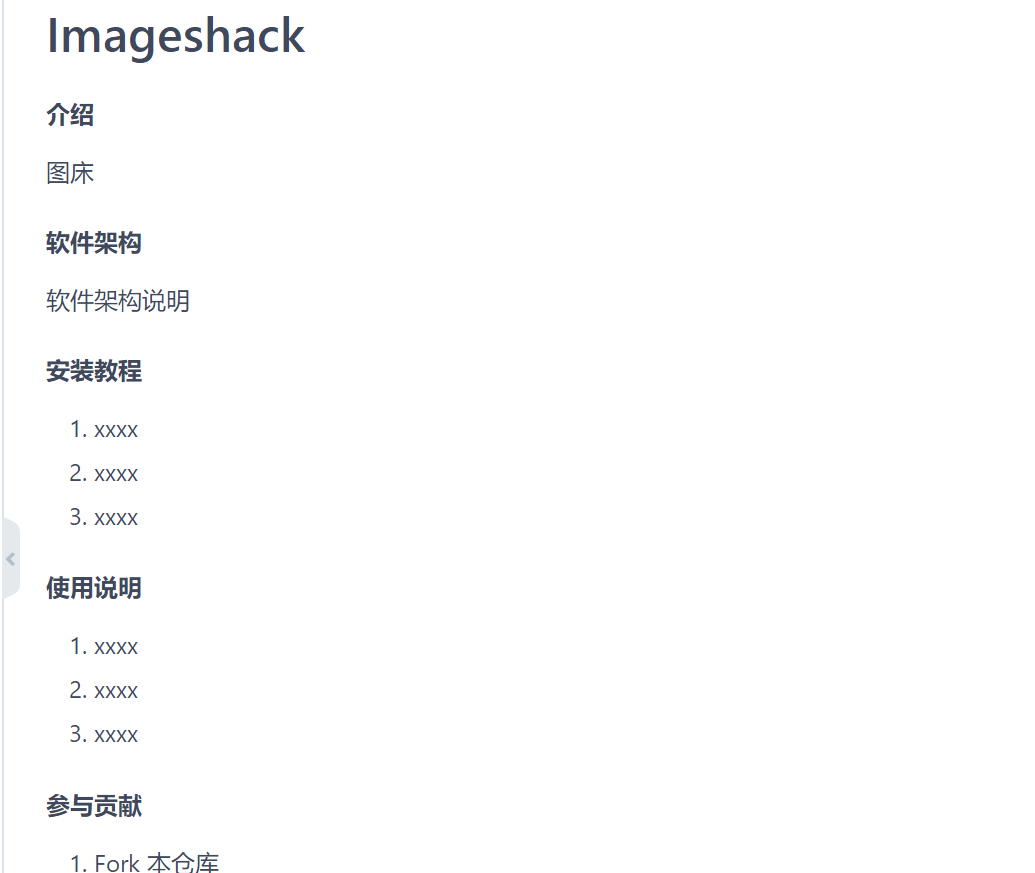 Imageshack
介绍
图床
软件架构
软件架构说明
安装教程
1. xxxx
2. xxxx
3. xxxx
使用说明
1. xxxx
2. xxxx
3. xxxx
参与贡献
1. Fork 本仓库